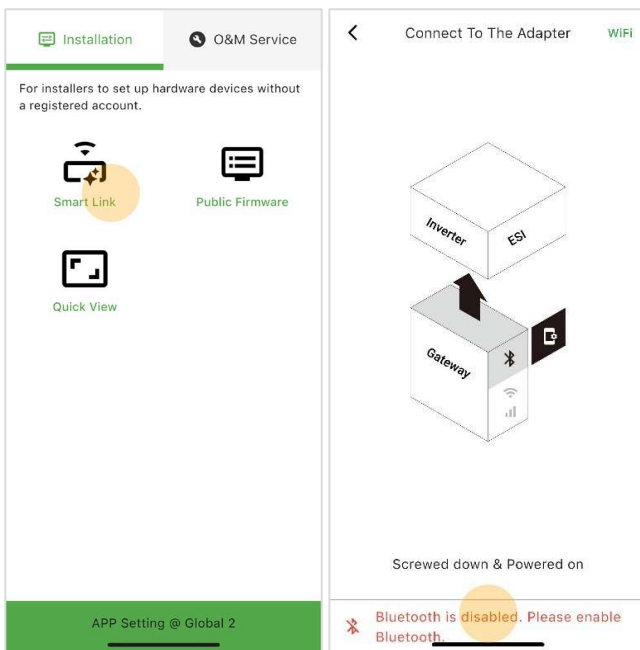 Installation
O&M Service
For installers to set up hardware devices without
a registered account.
Smart Link
Public Firmware
Quick View
APP Setting @ Global 2
Connect To The Adapter
WiFi
Inverter
ESI
Gateway
Screwed down & Powered on
Bluetooth is disabled. Please enable
Bluetooth.